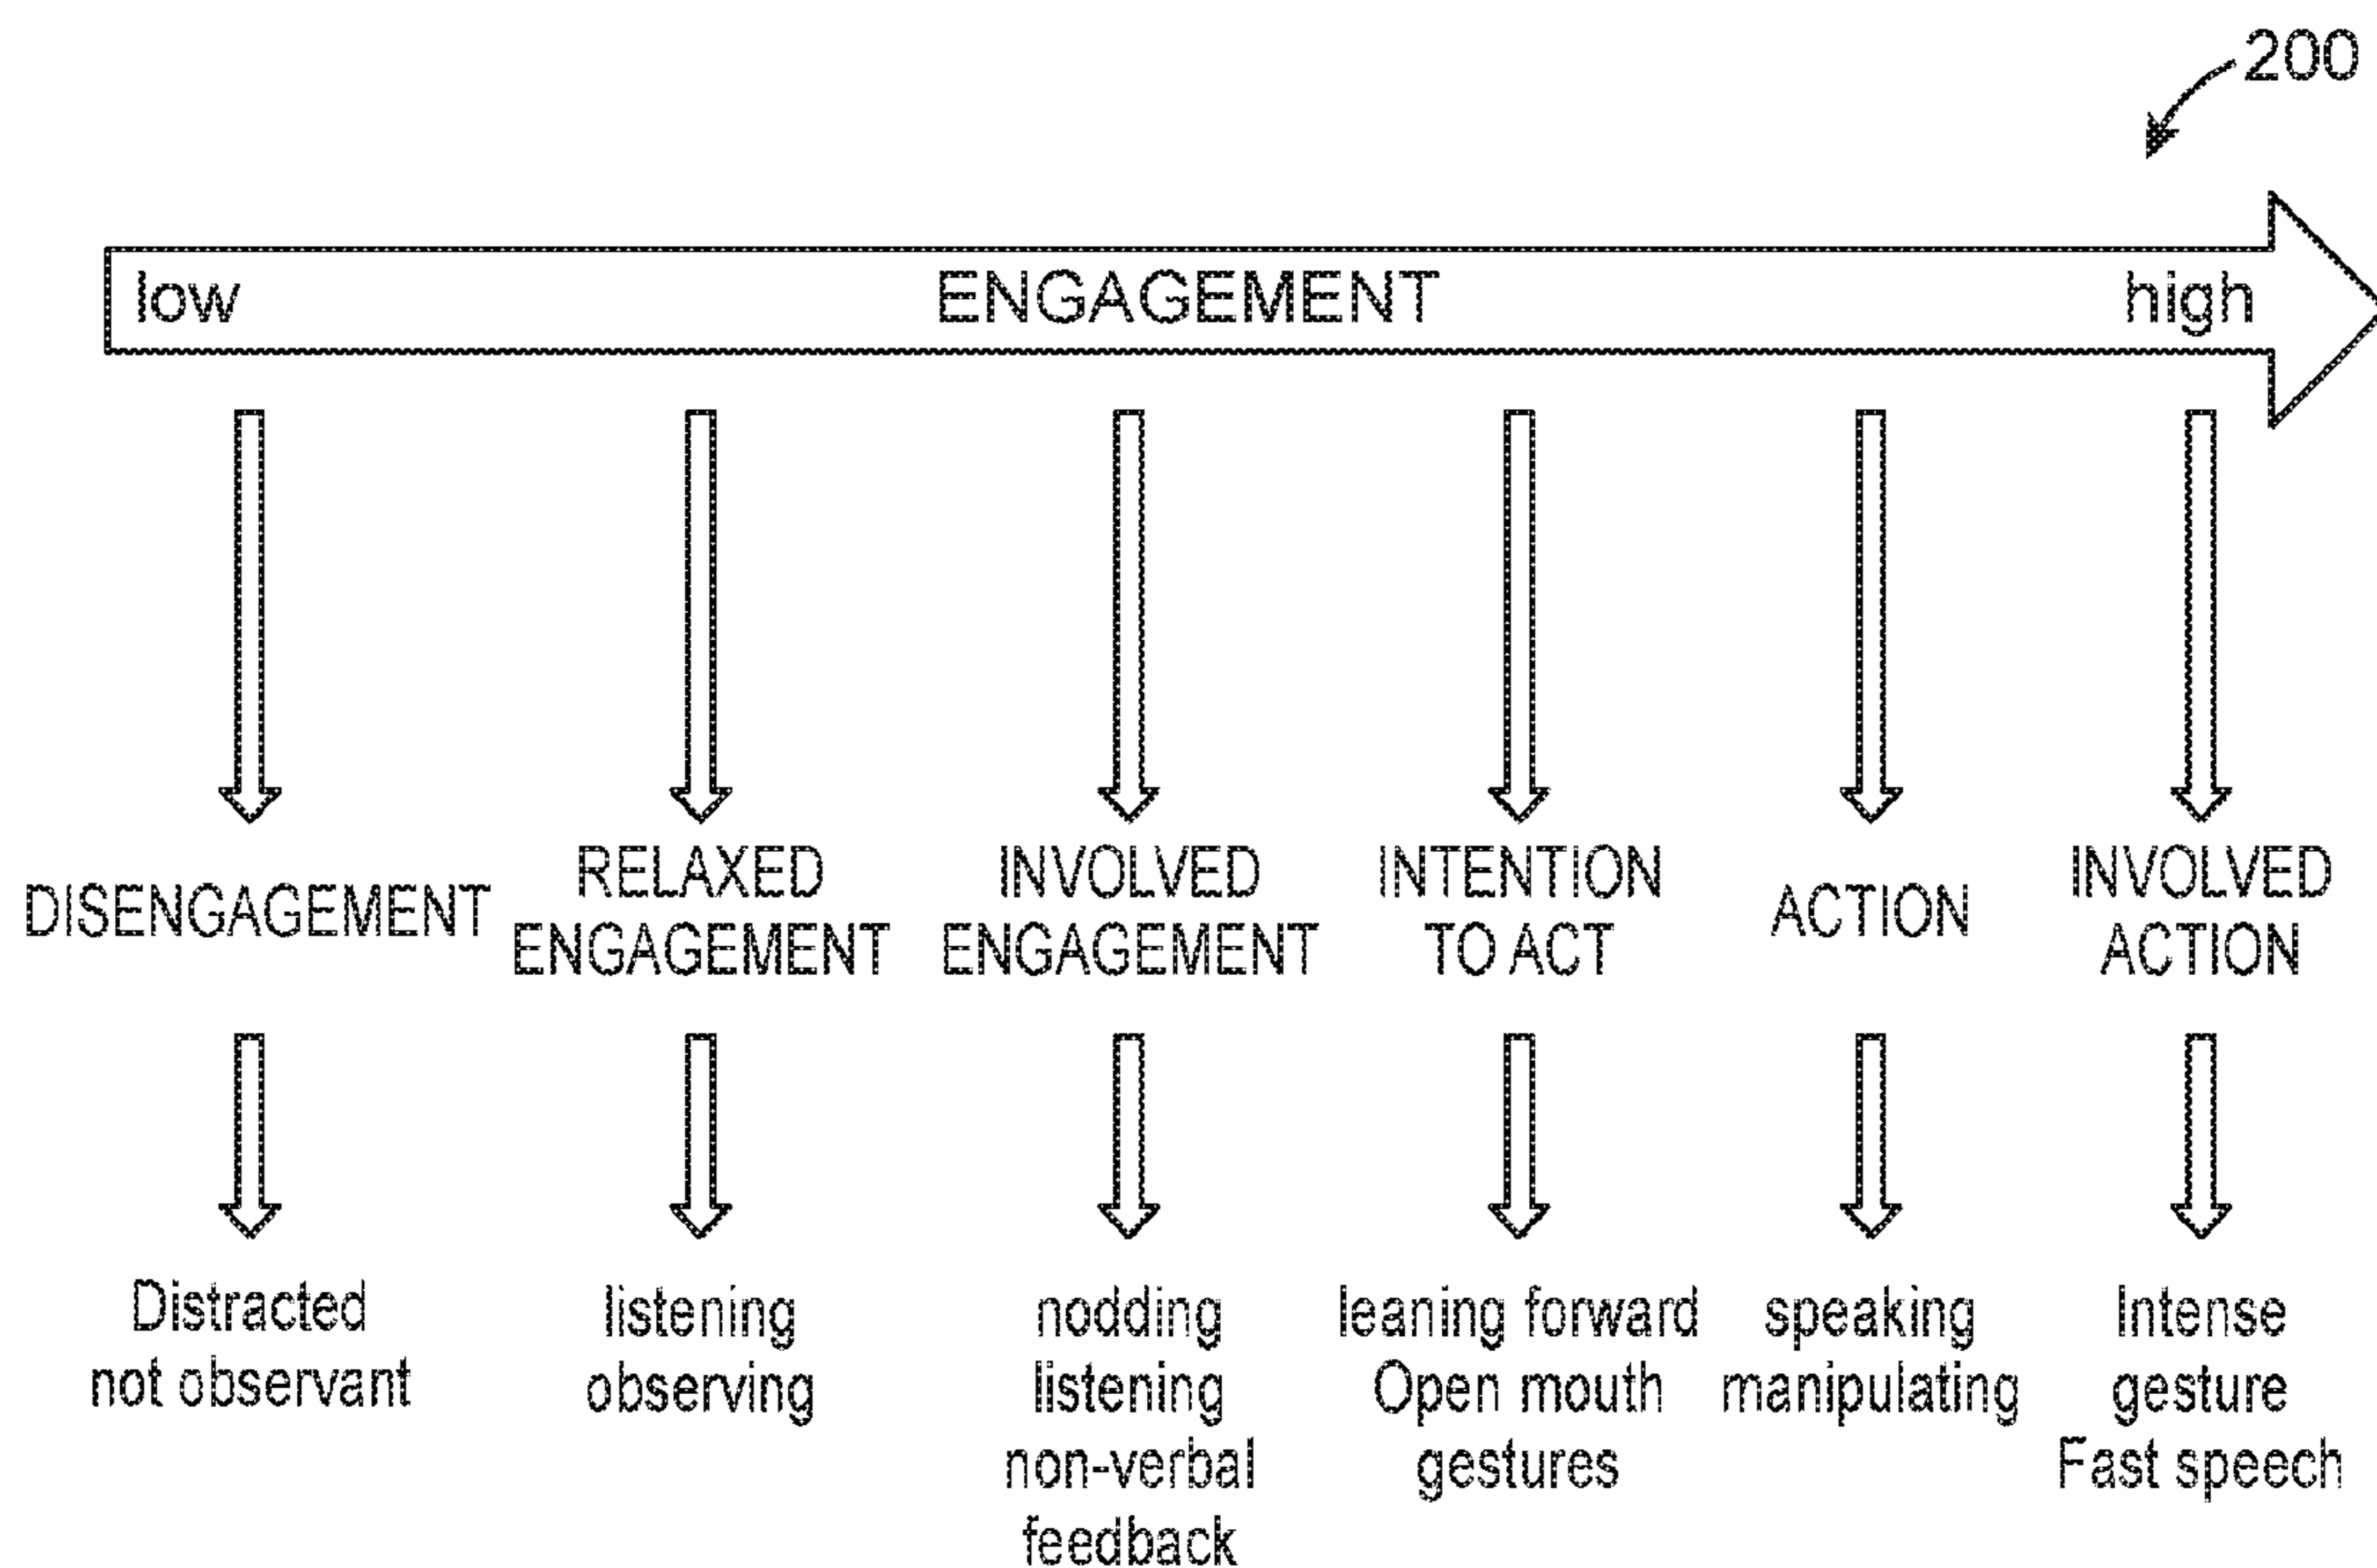 200
low ENGAGEMENT high
DISENGAGEMENT
RELAXED
ENGAGEMENT
INVOLVED
ENGAGEMENT
INTENTION
TO ACT
ACTION
INVOLVED
ACTION
Distracted
not observant
listening
observing
nodding
listening
non-verbal
feedback
leaning forward
Open mouth
gestures
speaking
manipulating
Intense
gesture
Fast speech